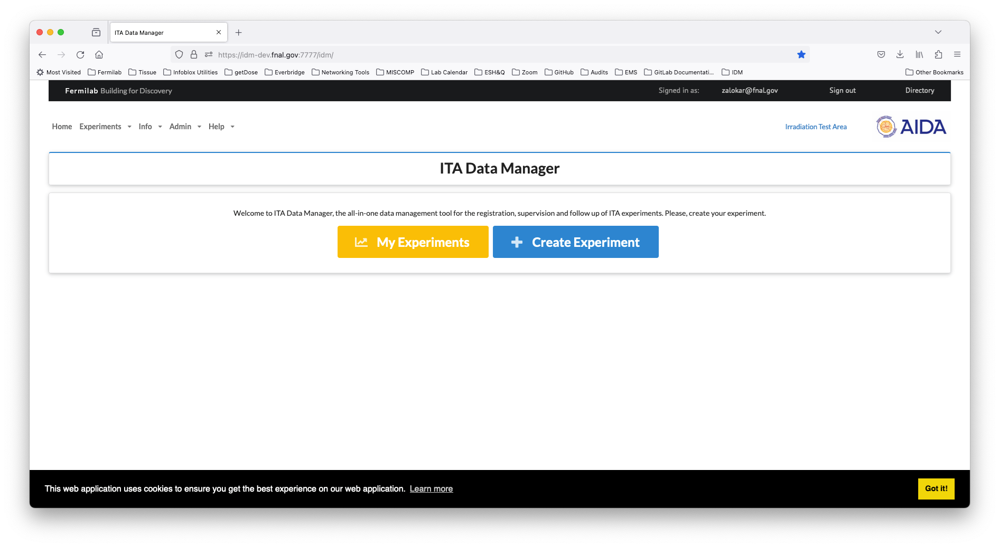 ITA Data Manager
https://idm-dev.fnal.gov:7777/idm/
Most Visited Fermilab Tissue Infoblox Utilities getDose Everbridge Networking Tools MISCOMP Lab Calendar ESH&Q Zoom GitHub Audits EMS GitLab Documentati... IDM Other Bookmarks
Fermilab Building for Discovery Signed in as: zalokar@fnal.gov Sign out Directory
Home Experiments Info Admin Help Irradiation Test Area AIDA
ITA Data Manager
Welcome to ITA Data Manager, the all-in-one data management tool for the registration, supervision and follow up of ITA experiments. Please, create your experiment.
My Experiments Create Experiment
This web application uses cookies to ensure you get the best experience on our web application. Learn more Got it!